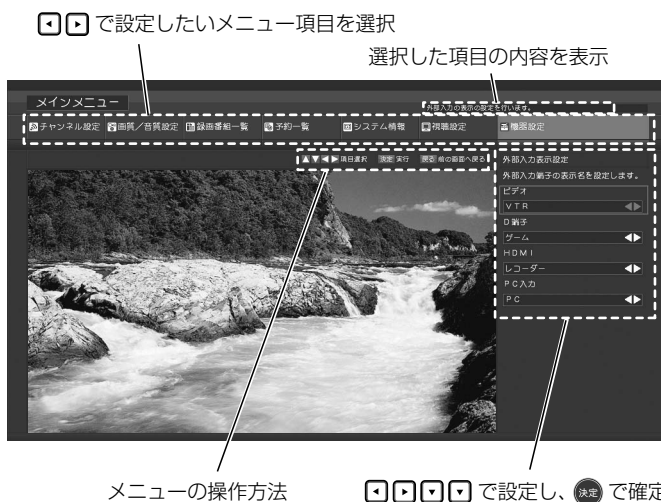 で設定したいメニュー項目を選択
選択した項目の内容を表示
メインメニュー
外部入力の表示の設定を行います。
チャンネル設定 画質／音質設定 録画番組一覧 予約一覧 システム情報 視聴設定 機器設定
▲▼◀▶ 項目選択 決定 実行 戻る 前の画面へ戻る
外部入力表示設定
外部入力端子の表示名を設定します。
ビデオ
VTR ◀▶
D端子
ゲーム ◀▶
HDMI
レコーダー ◀▶
PC入力
PC ◀▶
メニューの操作方法
で設定し、決定 で確定